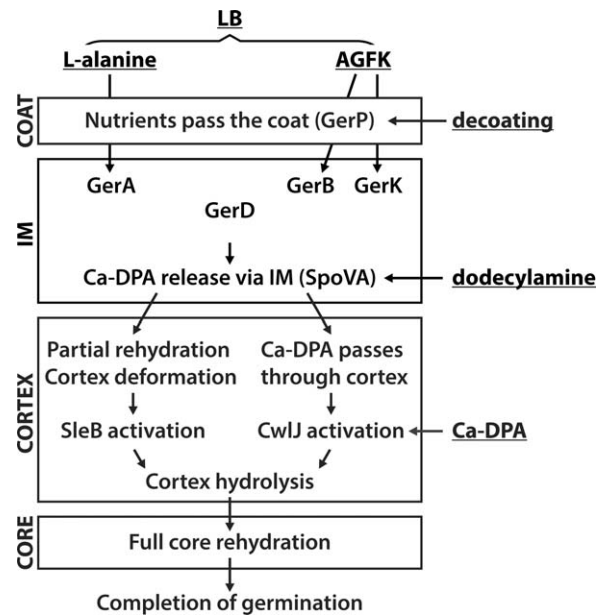 LB
L-alanine AGFK
COAT
Nutrients pass the coat (GerP) decoating
IM
GerA GerB GerK
GerD
Ca-DPA release via IM (SpoVA) dodecylamine
CORTEX
Partial rehydration Ca-DPA passes
Cortex deformation through cortex
SleB activation CwlJ activation Ca-DPA
Cortex hydrolysis
CORE
Full core rehydration
Completion of germination